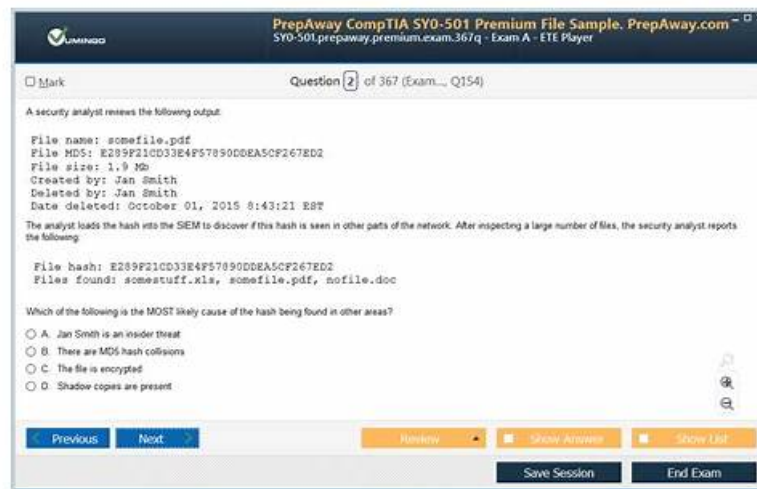 VUMINGO
PrepAway CompTIA SY0-501 Premium File Sample. PrepAway.com
SY0-501.prepaway.premium.exam.367q - Exam A - ETE Player
Mark
Question 2 of 367 (Exam..., Q154)
A security analyst reviews the following output:
File name: somefile.pdf
File MD5: E289F21CD33E4F57890DDEA5CF267ED2
File size: 1.9 Mb
Created by: Jan Smith
Deleted by: Jan Smith
Date deleted: October 01, 2015 8:43:21 EST
The analyst loads the hash into the SIEM to discover if this hash is seen in other parts of the network. After inspecting a large number of files, the security analyst reports
the following:
File hash: E289F21CD33E4F57890DDEA5CF267ED2
Files found: somestuff.xls, somefile.pdf, nofile.doc
Which of the following is the MOST likely cause of the hash being found in other areas?
A. Jan Smith is an insider threat
B. There are MD5 hash collisions
C. The file is encrypted
D. Shadow copies are present
Previous
Next
Review
Show Answer
Show List
Save Session
End Exam